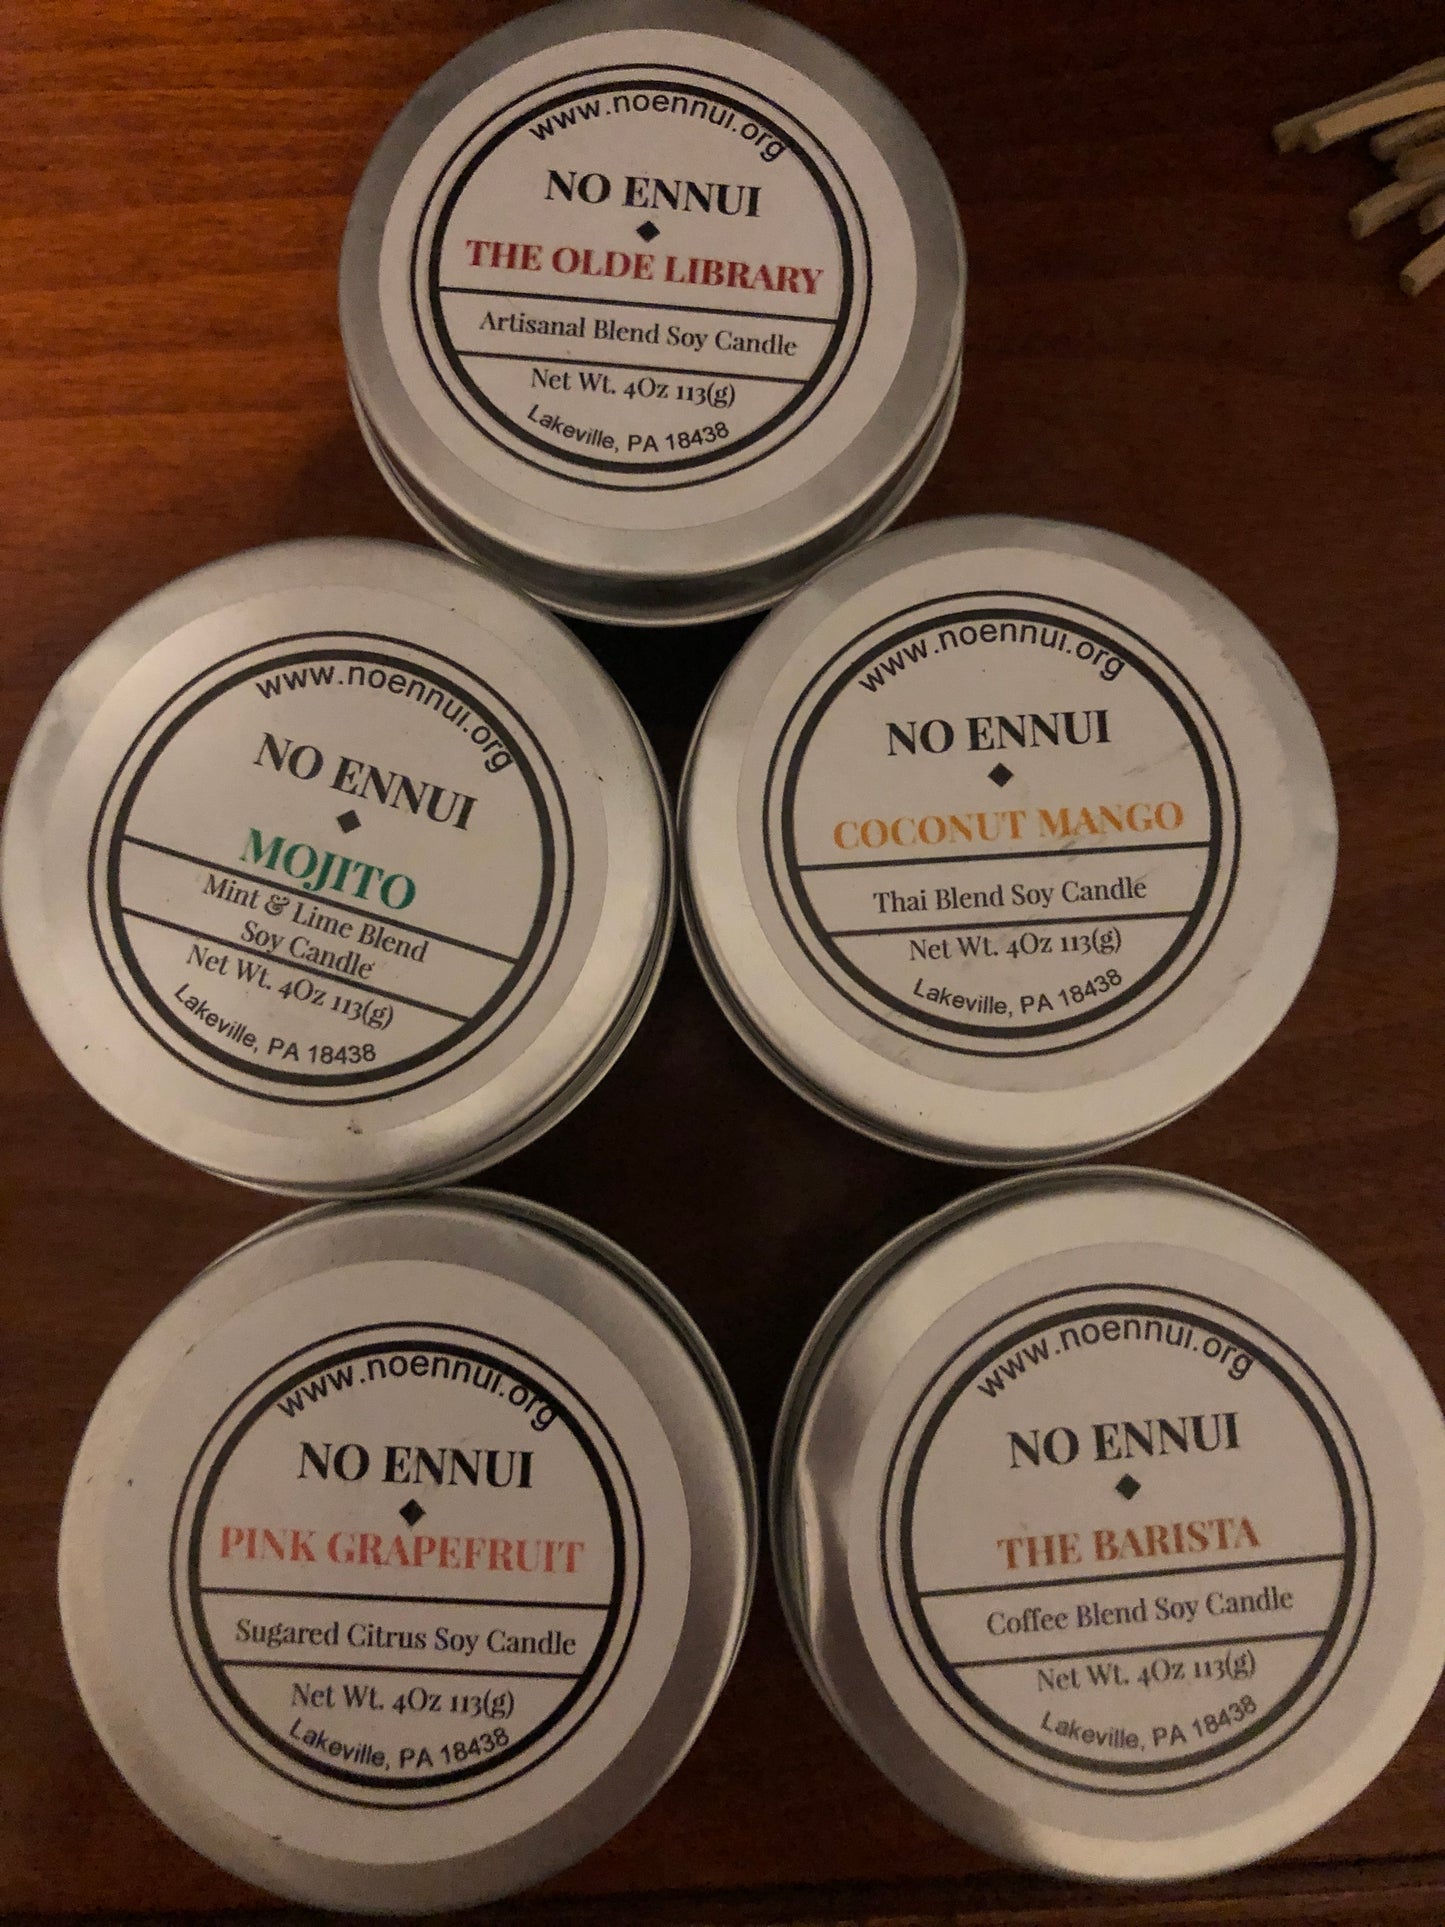 www.noennui.org
NO ENNUI
THE OLDE LIBRARY
Artisanal Blend Soy Candle
Net Wt. 4Oz 113(g)
Lakeville, PA 18438
www.noennui.org
NO ENNUI
MOJITO
Mint & Lime Blend
Soy Candle
Net Wt. 4Oz 113(g)
Lakeville, PA 18438
www.noennui.org
NO ENNUI
COCONUT MANGO
Thai Blend Soy Candle
Net Wt. 4Oz 113(g)
Lakeville, PA 18438
www.noennui.org
NO ENNUI
PINK GRAPEFRUIT
Sugared Citrus Soy Candle
Net Wt. 4Oz 113(g)
Lakeville, PA 18438
www.noennui.org
NO ENNUI
THE BARISTA
Coffee Blend Soy Candle
Net Wt. 4Oz 113(g)
Lakeville, PA 18438